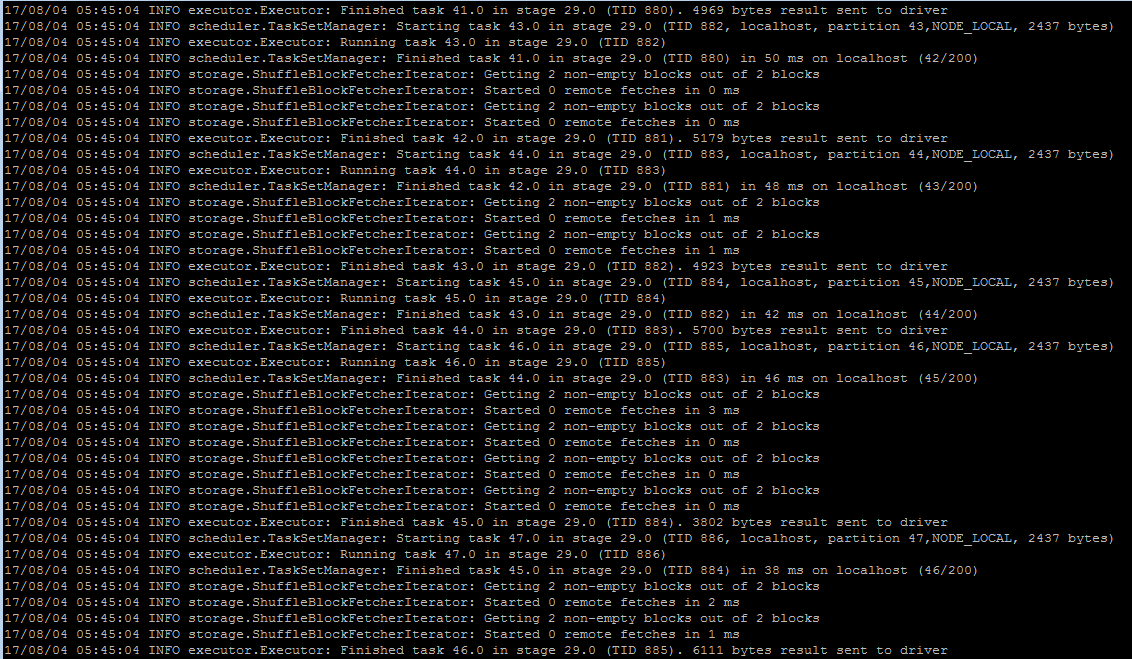 17/08/04 05:45:04 INFO executor.Executor: Finished task 41.0 in stage 29.0 (TID 880). 4969 bytes result sent to driver
17/08/04 05:45:04 INFO scheduler.TaskSetManager: Starting task 43.0 in stage 29.0 (TID 882, localhost, partition 43,NODE_LOCAL, 2437 bytes)
17/08/04 05:45:04 INFO executor.Executor: Running task 43.0 in stage 29.0 (TID 882)
17/08/04 05:45:04 INFO scheduler.TaskSetManager: Finished task 41.0 in stage 29.0 (TID 880) in 50 ms on localhost (42/200)
17/08/04 05:45:04 INFO storage.ShuffleBlockFetcherIterator: Getting 2 non-empty blocks out of 2 blocks
17/08/04 05:45:04 INFO storage.ShuffleBlockFetcherIterator: Started 0 remote fetches in 0 ms
17/08/04 05:45:04 INFO storage.ShuffleBlockFetcherIterator: Getting 2 non-empty blocks out of 2 blocks
17/08/04 05:45:04 INFO storage.ShuffleBlockFetcherIterator: Started 0 remote fetches in 0 ms
17/08/04 05:45:04 INFO executor.Executor: Finished task 42.0 in stage 29.0 (TID 881). 5179 bytes result sent to driver
17/08/04 05:45:04 INFO scheduler.TaskSetManager: Starting task 44.0 in stage 29.0 (TID 883, localhost, partition 44,NODE_LOCAL, 2437 bytes)
17/08/04 05:45:04 INFO executor.Executor: Running task 44.0 in stage 29.0 (TID 883)
17/08/04 05:45:04 INFO scheduler.TaskSetManager: Finished task 42.0 in stage 29.0 (TID 881) in 48 ms on localhost (43/200)
17/08/04 05:45:04 INFO storage.ShuffleBlockFetcherIterator: Getting 2 non-empty blocks out of 2 blocks
17/08/04 05:45:04 INFO storage.ShuffleBlockFetcherIterator: Started 0 remote fetches in 1 ms
17/08/04 05:45:04 INFO storage.ShuffleBlockFetcherIterator: Getting 2 non-empty blocks out of 2 blocks
17/08/04 05:45:04 INFO storage.ShuffleBlockFetcherIterator: Started 0 remote fetches in 1 ms
17/08/04 05:45:04 INFO executor.Executor: Finished task 43.0 in stage 29.0 (TID 882). 4923 bytes result sent to driver
17/08/04 05:45:04 INFO scheduler.TaskSetManager: Starting task 45.0 in stage 29.0 (TID 884, localhost, partition 45,NODE_LOCAL, 2437 bytes)
17/08/04 05:45:04 INFO executor.Executor: Running task 45.0 in stage 29.0 (TID 884)
17/08/04 05:45:04 INFO scheduler.TaskSetManager: Finished task 43.0 in stage 29.0 (TID 882) in 42 ms on localhost (44/200)
17/08/04 05:45:04 INFO executor.Executor: Finished task 44.0 in stage 29.0 (TID 883). 5700 bytes result sent to driver
17/08/04 05:45:04 INFO scheduler.TaskSetManager: Starting task 46.0 in stage 29.0 (TID 885, localhost, partition 46,NODE_LOCAL, 2437 bytes)
17/08/04 05:45:04 INFO executor.Executor: Running task 46.0 in stage 29.0 (TID 885)
17/08/04 05:45:04 INFO scheduler.TaskSetManager: Finished task 44.0 in stage 29.0 (TID 883) in 46 ms on localhost (45/200)
17/08/04 05:45:04 INFO storage.ShuffleBlockFetcherIterator: Getting 2 non-empty blocks out of 2 blocks
17/08/04 05:45:04 INFO storage.ShuffleBlockFetcherIterator: Started 0 remote fetches in 3 ms
17/08/04 05:45:04 INFO storage.ShuffleBlockFetcherIterator: Getting 2 non-empty blocks out of 2 blocks
17/08/04 05:45:04 INFO storage.ShuffleBlockFetcherIterator: Started 0 remote fetches in 0 ms
17/08/04 05:45:04 INFO storage.ShuffleBlockFetcherIterator: Getting 2 non-empty blocks out of 2 blocks
17/08/04 05:45:04 INFO storage.ShuffleBlockFetcherIterator: Started 0 remote fetches in 0 ms
17/08/04 05:45:04 INFO storage.ShuffleBlockFetcherIterator: Getting 2 non-empty blocks out of 2 blocks
17/08/04 05:45:04 INFO storage.ShuffleBlockFetcherIterator: Started 0 remote fetches in 0 ms
17/08/04 05:45:04 INFO executor.Executor: Finished task 45.0 in stage 29.0 (TID 884). 3802 bytes result sent to driver
17/08/04 05:45:04 INFO scheduler.TaskSetManager: Starting task 47.0 in stage 29.0 (TID 886, localhost, partition 47,NODE_LOCAL, 2437 bytes)
17/08/04 05:45:04 INFO executor.Executor: Running task 47.0 in stage 29.0 (TID 886)
17/08/04 05:45:04 INFO scheduler.TaskSetManager: Finished task 45.0 in stage 29.0 (TID 884) in 38 ms on localhost (46/200)
17/08/04 05:45:04 INFO storage.ShuffleBlockFetcherIterator: Getting 2 non-empty blocks out of 2 blocks
17/08/04 05:45:04 INFO storage.ShuffleBlockFetcherIterator: Started 0 remote fetches in 2 ms
17/08/04 05:45:04 INFO storage.ShuffleBlockFetcherIterator: Getting 2 non-empty blocks out of 2 blocks
17/08/04 05:45:04 INFO storage.ShuffleBlockFetcherIterator: Started 0 remote fetches in 1 ms
17/08/04 05:45:04 INFO executor.Executor: Finished task 46.0 in stage 29.0 (TID 885). 6111 bytes result sent to driver